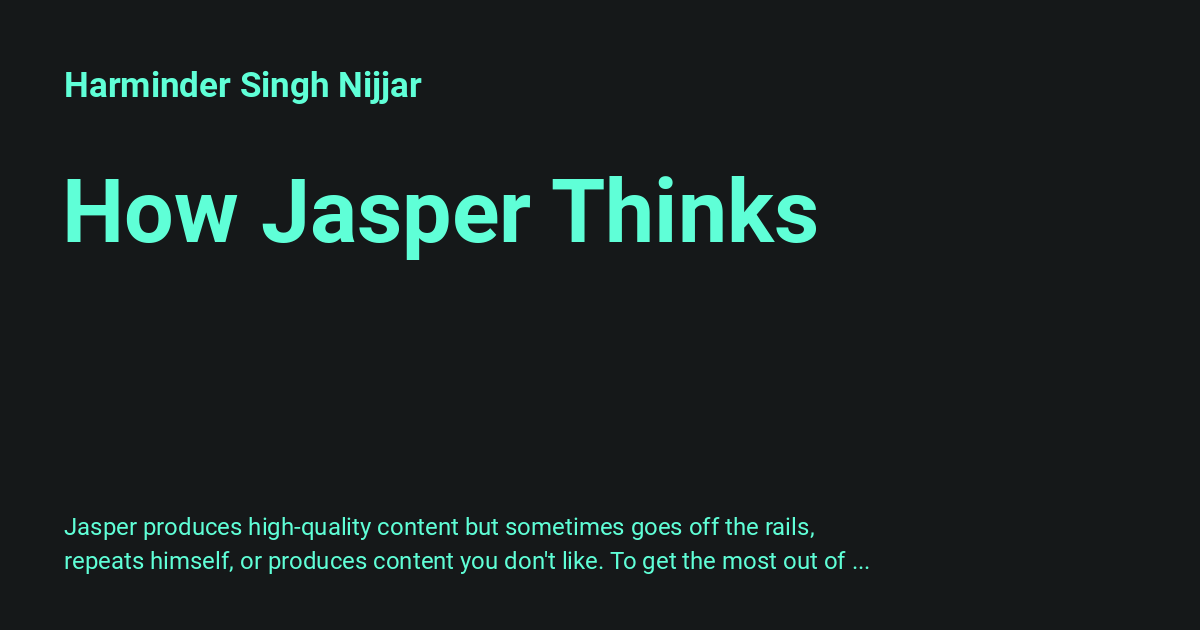 Harminder Singh Nijjar
How Jasper Thinks
Jasper produces high-quality content but sometimes goes off the rails,
repeats himself, or produces content you don't like. To get the most out of ...